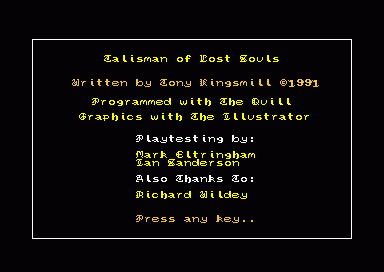 Talisman of Lost Souls
Written by Tony Kingsmill ©1991
Programmed with The Quill
Graphics with The Illustrator
Playtesting by:
Mark Eltringham
Ian Sanderson
Also Thanks To:
Richard Wildey
Press any key..